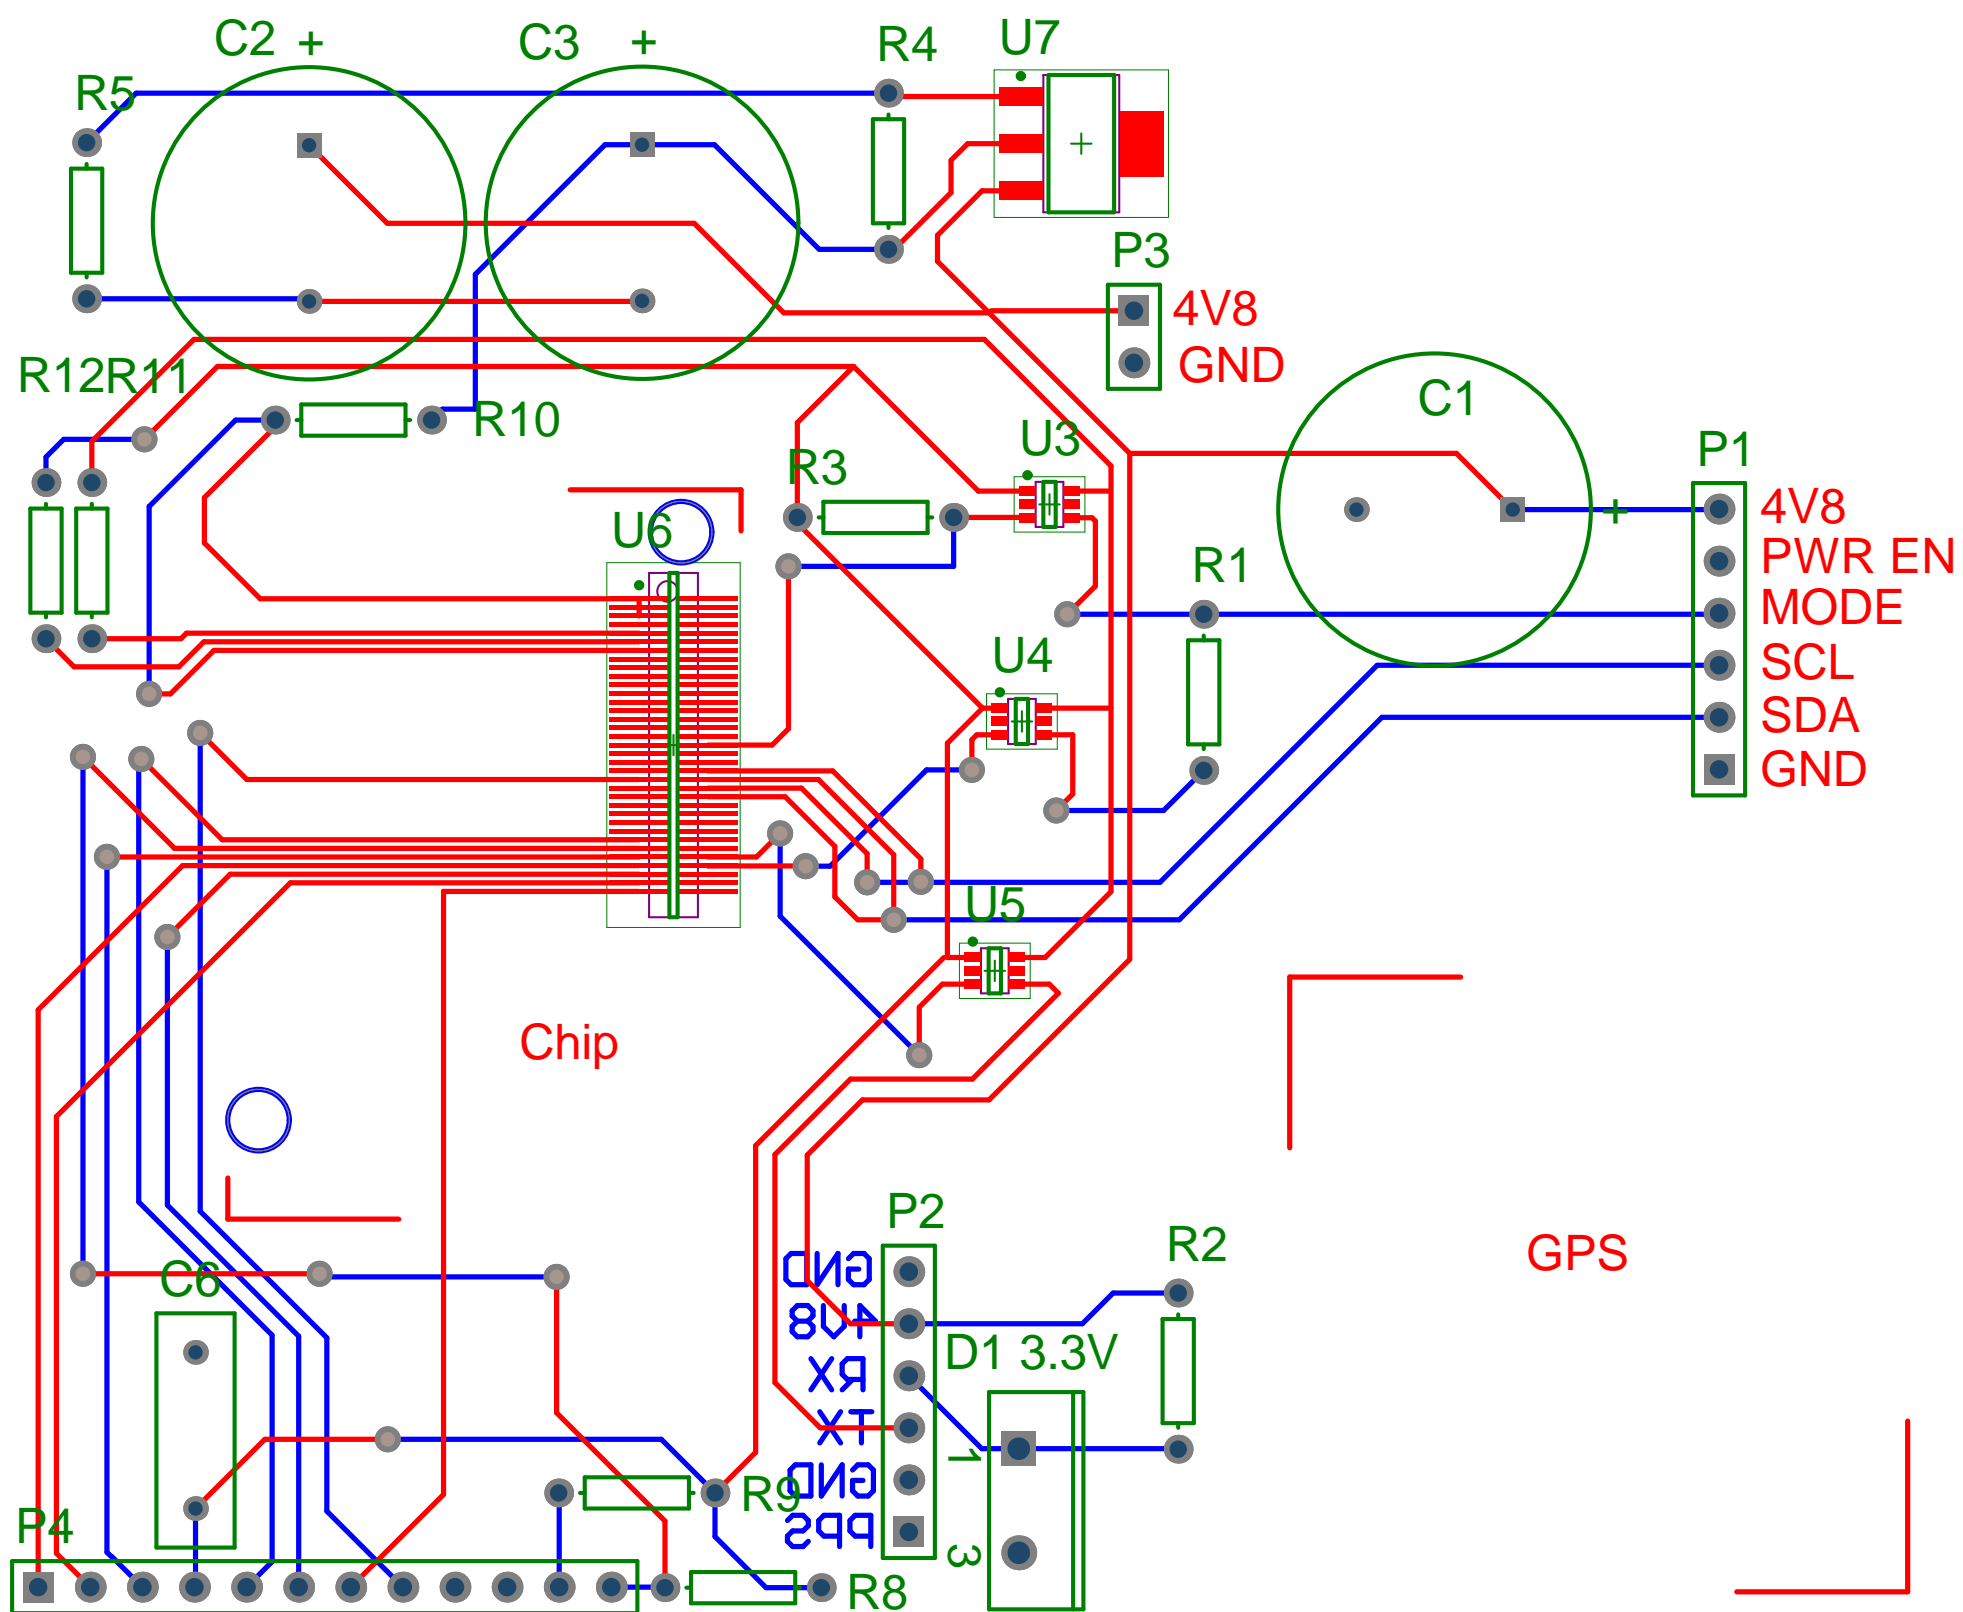 C2 +
C3 +
R4
U7
R5
P3
4V8
GND
R12R11
R10
C1
+
U3
R3
P1
4V8
PWR EN
MODE
SCL
SDA
GND
U6
R1
U4
U5
Chip
P2
GND
4V8
RX
TX
GND
PPS
R2
GPS
C6
D1 3.3V
1
3
R9
P4
R8